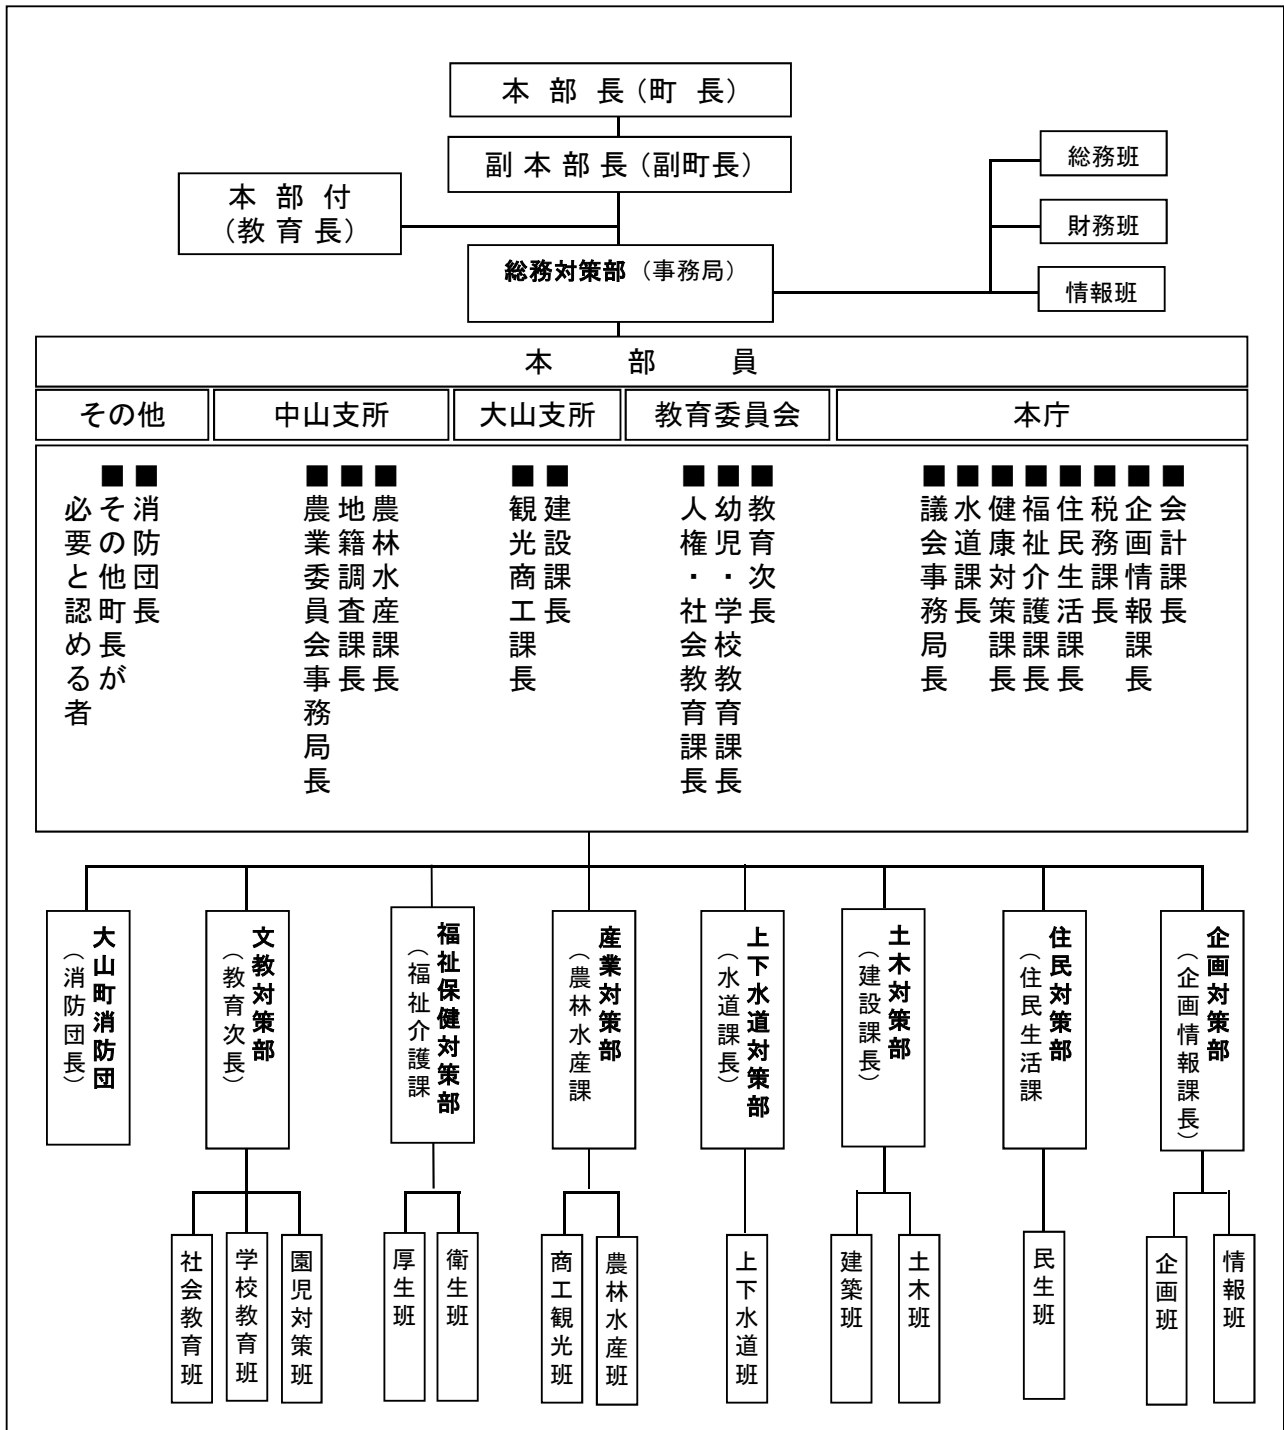 本 部 長（町 長）
副 本 部 長（副町長）
本 部 付
（教 育 長）
総務対策部（事務局）
総務班
財務班
情報班
本 部 員
その他
中山支所
大山支所
教育委員会
本庁
■会計課長
■企画情報課長
■税務課長
■住民生活課長
■福祉介護課長
■健康対策課長
■水道課長
■議会事務局長
■教育次長
■幼児・学校教育課長
■人権・社会教育課長
■建設課長
■観光商工課長
■農林水産課長
■地籍調査課長
■農業委員会事務局長
■消防団長
■その他町長が
必要と認める者
企画対策部
（企画情報課長）
住民対策部
（住民生活課
土木対策部
（建設課長）
上下水道対策部
（水道課長）
産業対策部
（農林水産課
福祉保健対策部
（福祉介護課
文教対策部
（教育次長）
大山町消防団
（消防団長）
情報班
企画班
民生班
土木班
建築班
上下水道班
農林水産班
商工観光班
衛生班
厚生班
園児対策班
学校教育班
社会教育班